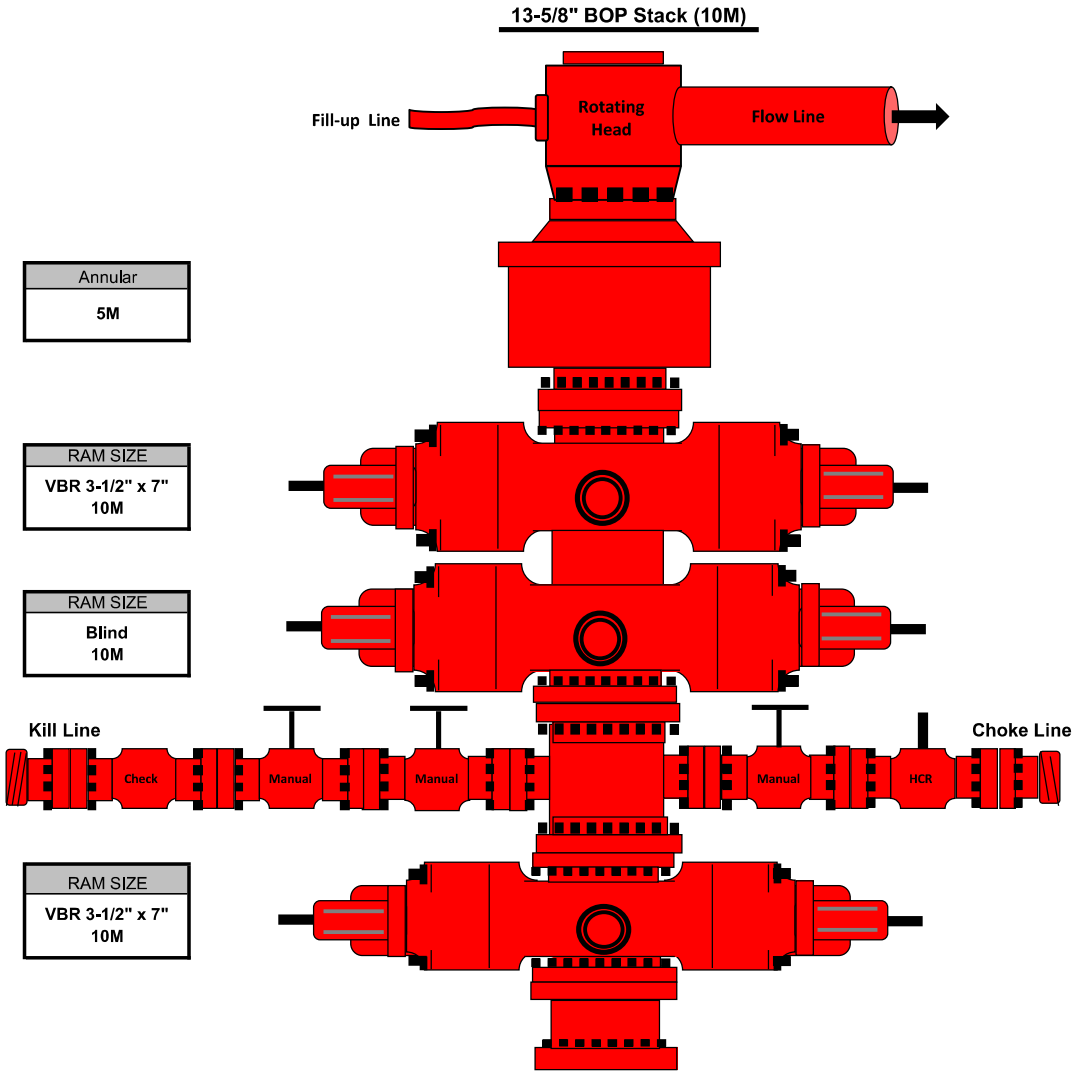 13-5/8" BOP Stack (10M)
Fill-up Line
Rotating
Head
Flow Line
Annular
5M
RAM SIZE
VBR 3-1/2" x 7"
10M
RAM SIZE
Blind
10M
Kill Line
Choke Line
Check
Manual
Manual
Manual
HCR
RAM SIZE
VBR 3-1/2" x 7"
10M